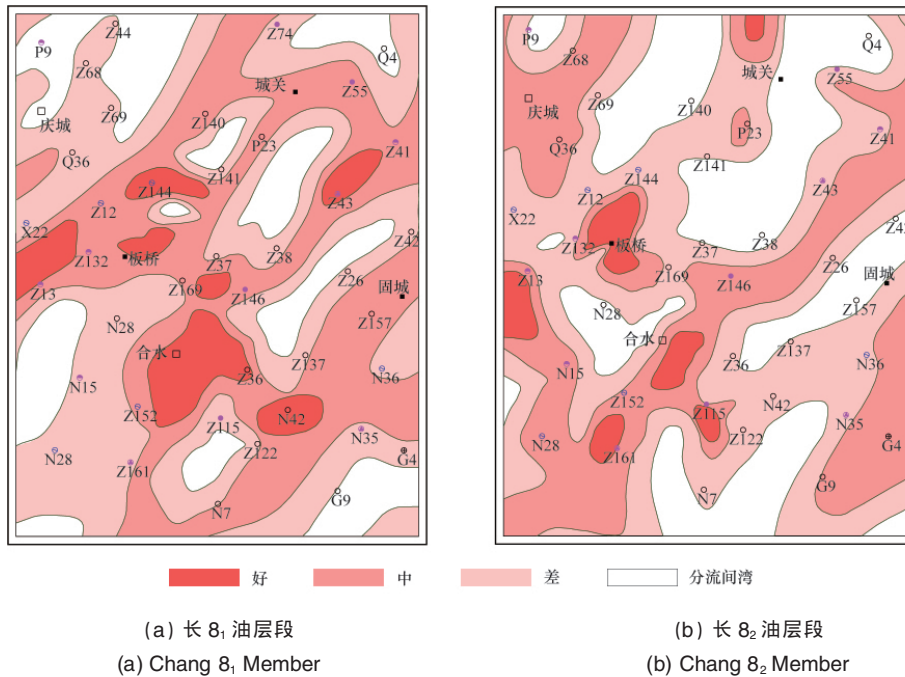 Z44
Z74
P9
Q4
Z68
城关
Z55
庆城
Z69
Z140
P23
Z41
Q36
Z141
Z144
Z43
Z12
X22
Z42
Z132
板桥
Z37
Z38
Z26
Z13
Z169
Z146
固城
N28
Z157
合水
Z137
Z36
N36
N15
Z152
N42
Z115
N35
Z122
N28
Z161
G4
G9
N7
P9
Q4
Z68
城关
Z55
庆城
Z69
Z140
P23
Z41
Q36
Z141
Z144
Z43
Z12
X22
Z132
板桥
Z37
Z38
Z26
Z13
Z169
Z146
固城
N28
Z157
合水
Z137
Z36
N36
N15
Z152
N42
Z115
N35
Z122
N28
Z161
G4
G9
N7
好 中 差 分流间湾
(a) 长 8₁ 油层段
(a) Chang 8₁ Member
(b) 长 8₂ 油层段
(b) Chang 8₂ Member